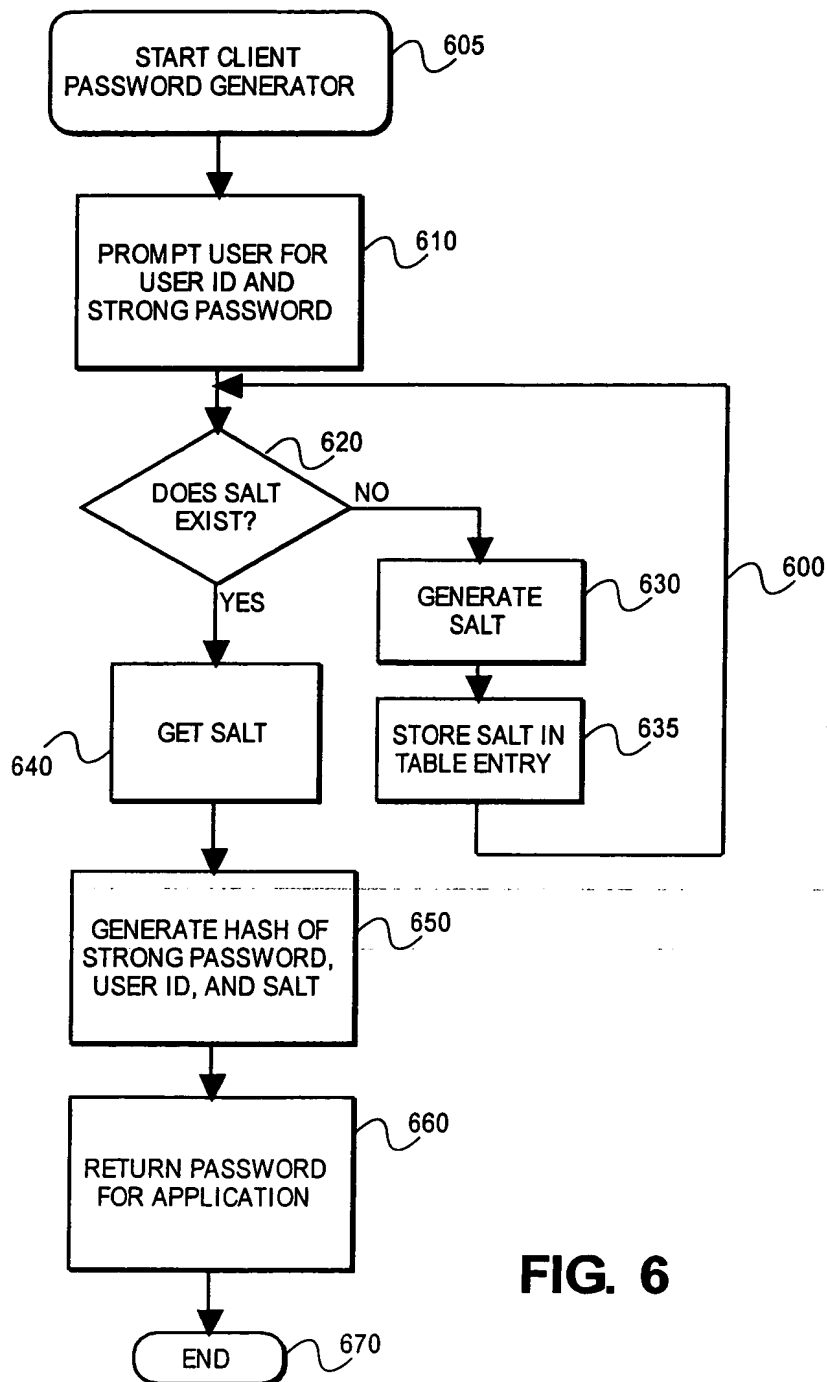 START CLIENT
PASSWORD GENERATOR
605
PROMPT USER FOR
USER ID AND
STRONG PASSWORD
610
DOES SALT
EXIST?
620
NO
YES
GENERATE
SALT
630
600
STORE SALT IN
TABLE ENTRY
635
GET SALT
640
GENERATE HASH OF
STRONG PASSWORD,
USER ID, AND SALT
650
RETURN PASSWORD
FOR APPLICATION
660
END
670
FIG. 6